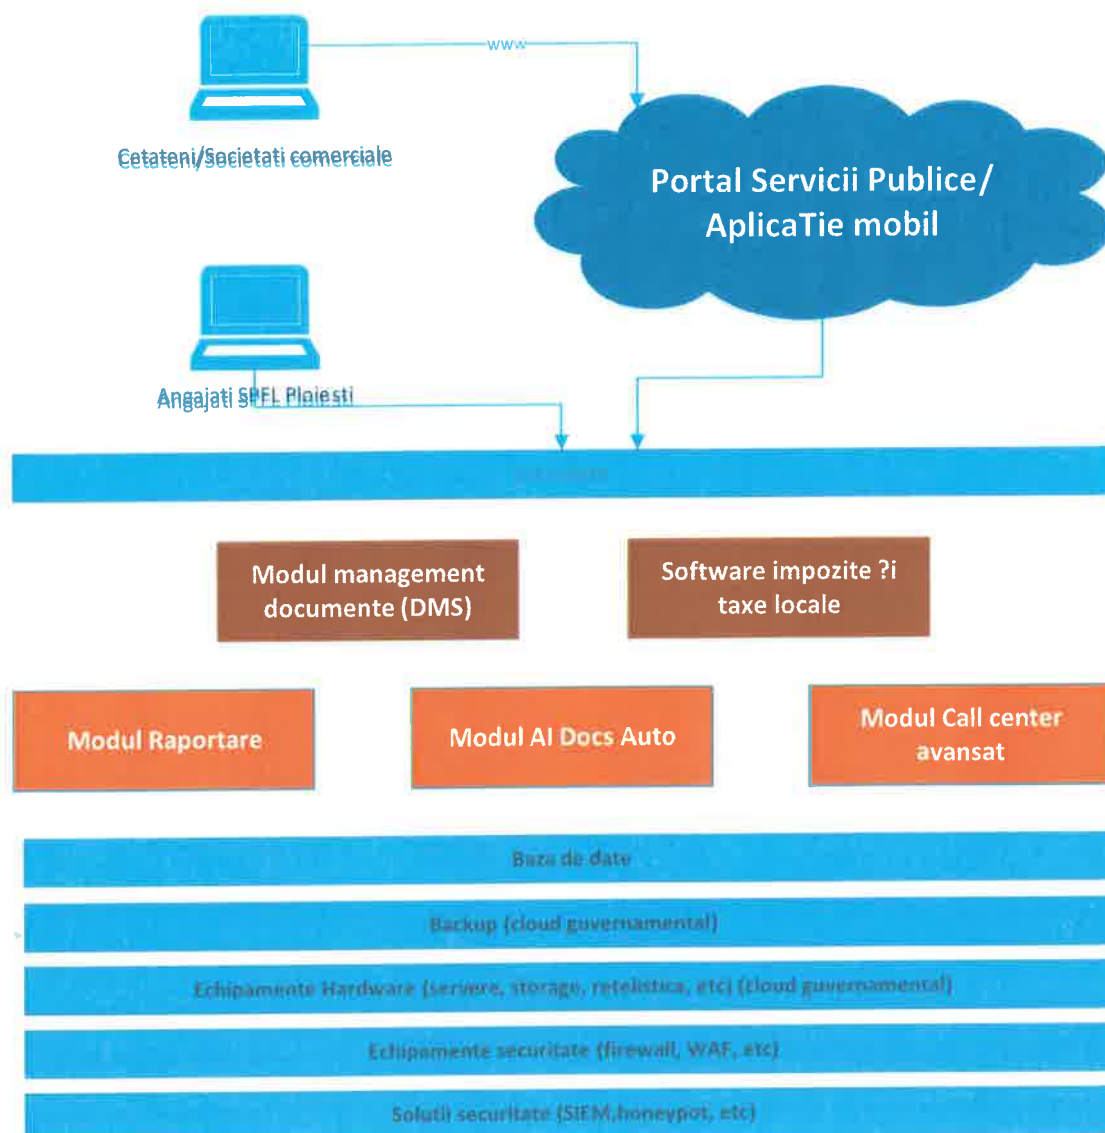 www
Cetateni/Societati comerciale
Portal Servicii Publice/
AplicaTie mobil
Angajati SPFL Ploiesti
Modul management
documente (DMS)
Software impozite ?i
taxe locale
Modul Raportare
Modul AI Docs Auto
Modul Call center
avansat
Baza de date
Backup (cloud guvernamental)
Echipamente Hardware (servere, storage, retelistica, etc) (cloud guvernamental)
Echipamente securitate (firewall, WAF, etc)
Solutii securitate (SIEM,honeypot, etc)